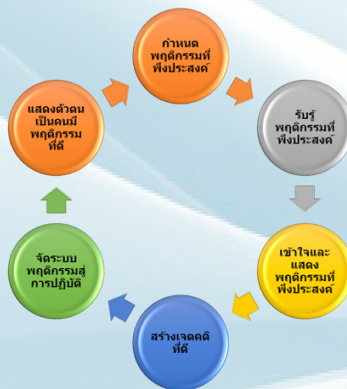 กำหนด
พฤติกรรมที่
พึงประสงค์
รับรู้
พฤติกรรมที่
พึงประสงค์
เข้าใจและ
แสดง
พฤติกรรมที่
พึงประสงค์
สร้างเจตคติ
ที่ดี
จัดระบบ
พฤติกรรมสู่
การปฏิบัติ
แสดงตัวตน
เป็นคนมี
พฤติกรรม
ที่ดี